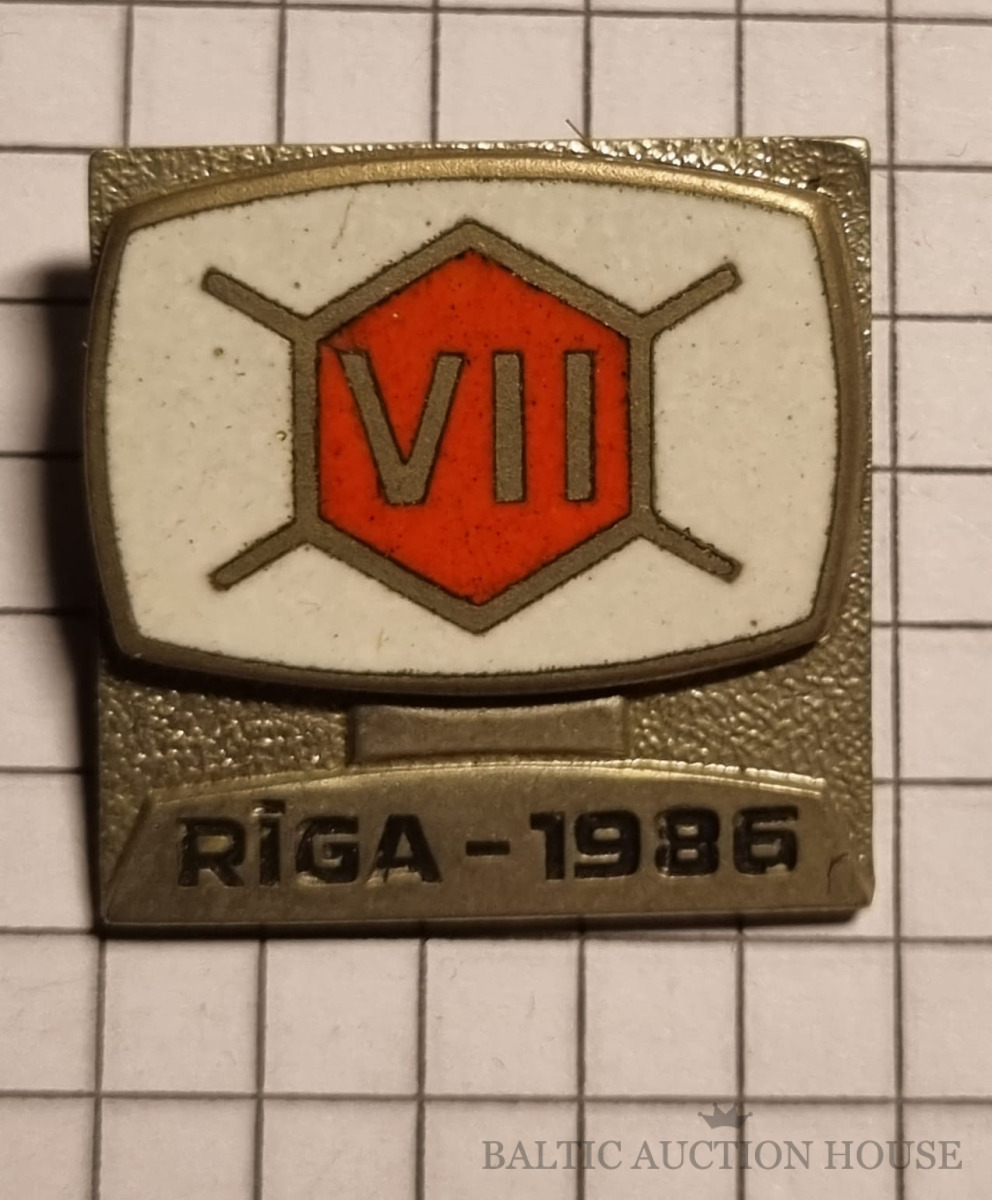 VII
RĪGA - 1986
BALTIC AUCTION HOUSE